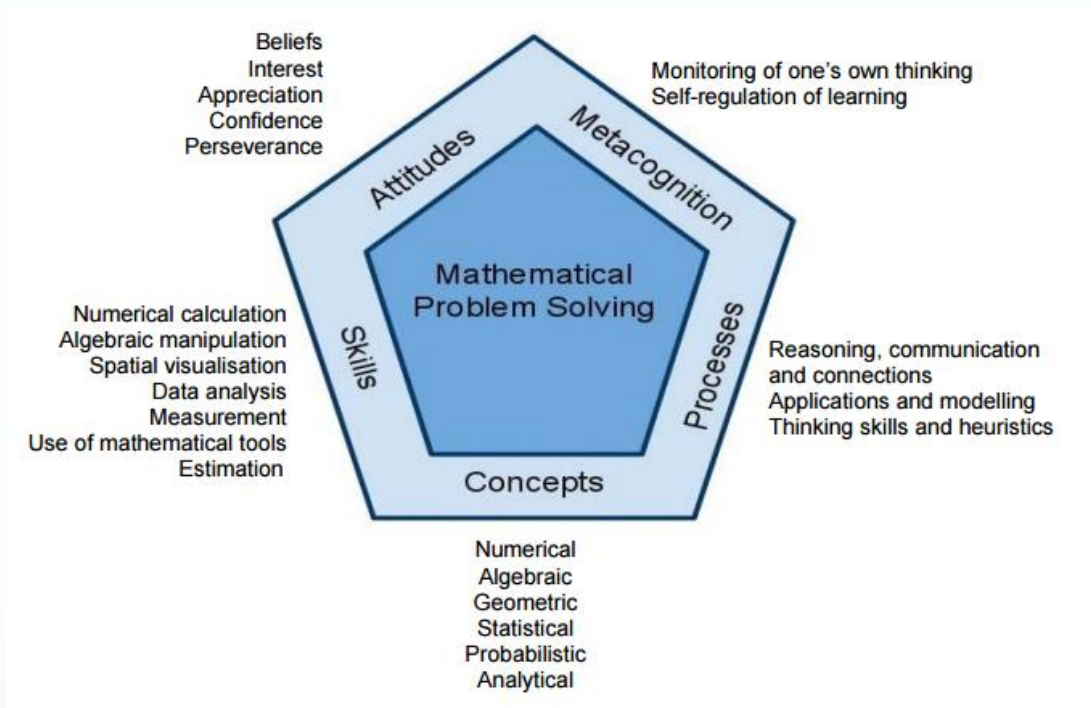 Beliefs
Interest
Appreciation
Confidence
Perseverance
Monitoring of one's own thinking
Self-regulation of learning
Attitudes
Metacognition
Mathematical
Problem Solving
Numerical calculation
Algebraic manipulation
Spatial visualisation
Data analysis
Measurement
Use of mathematical tools
Estimation
Skills
Processes
Reasoning, communication
and connections
Applications and modelling
Thinking skills and heuristics
Concepts
Numerical
Algebraic
Geometric
Statistical
Probabilistic
Analytical